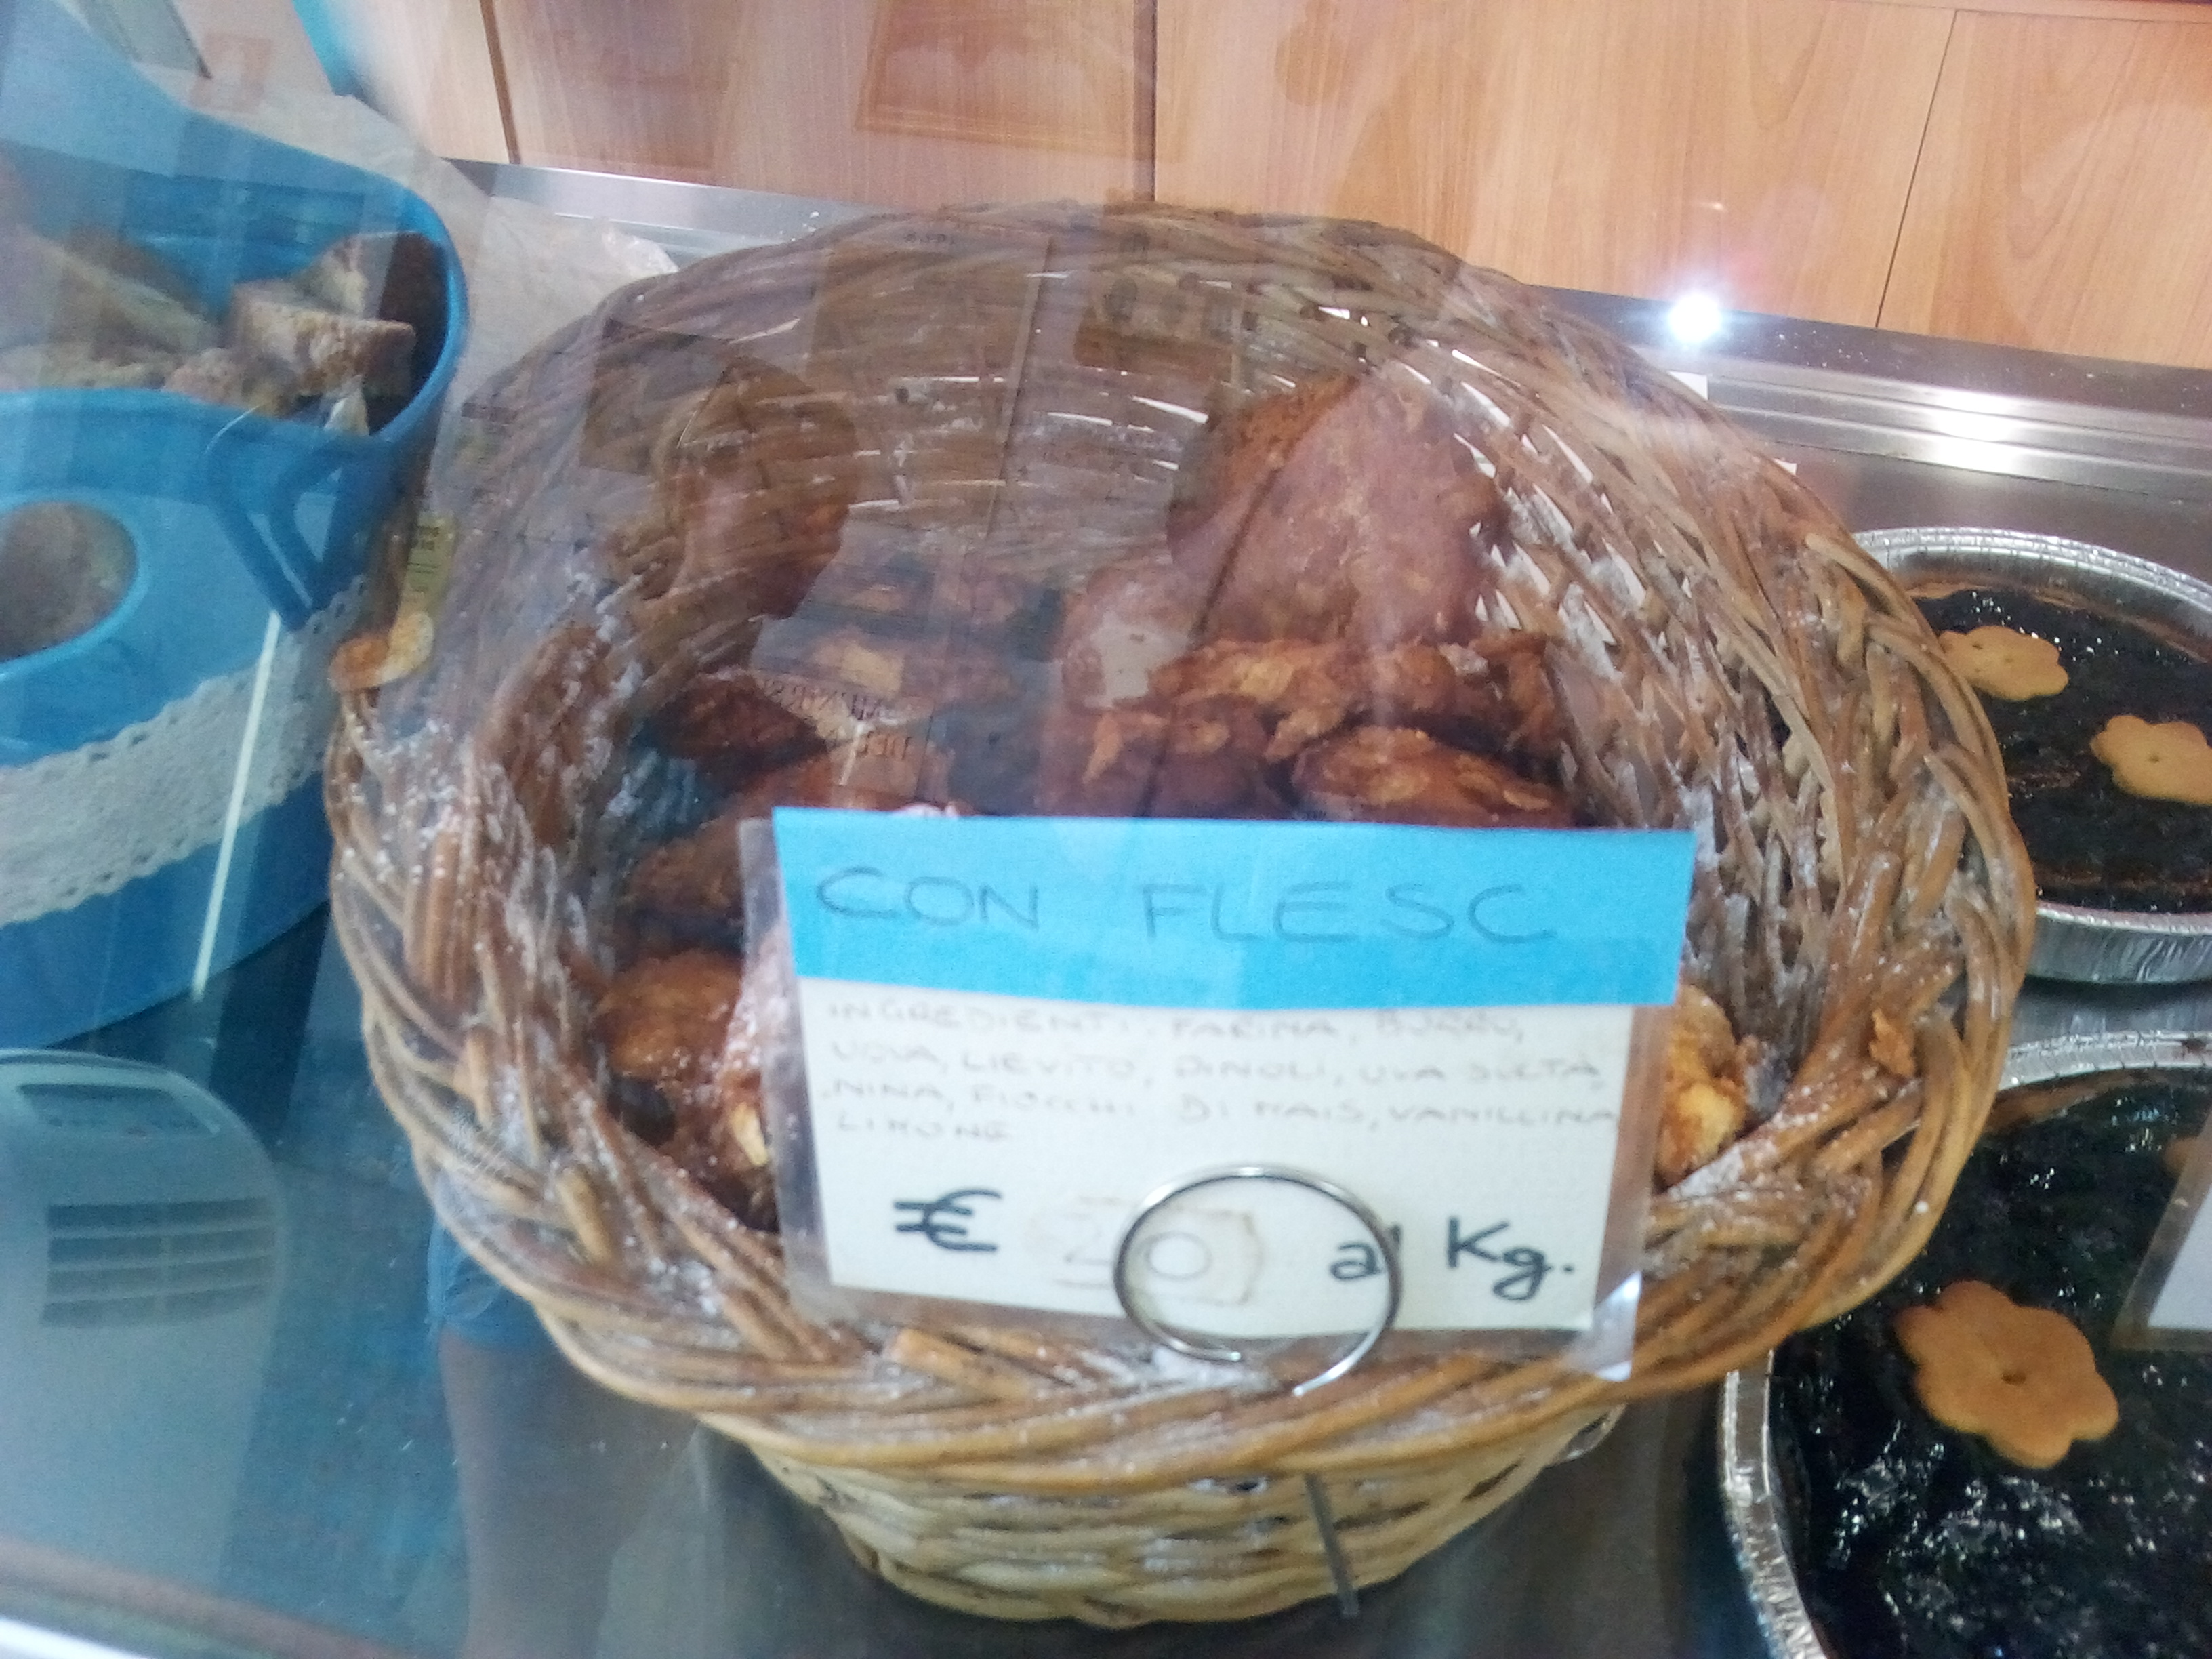 CON FLESC
INGREDIENTI: FARINA, BURRO,
UOVA, LIEVITO, PINOLI, UVA SULTA
NINA, FIOCCHI DI MAIS, VANILLINA
LIMONE
€ 20 al Kg.